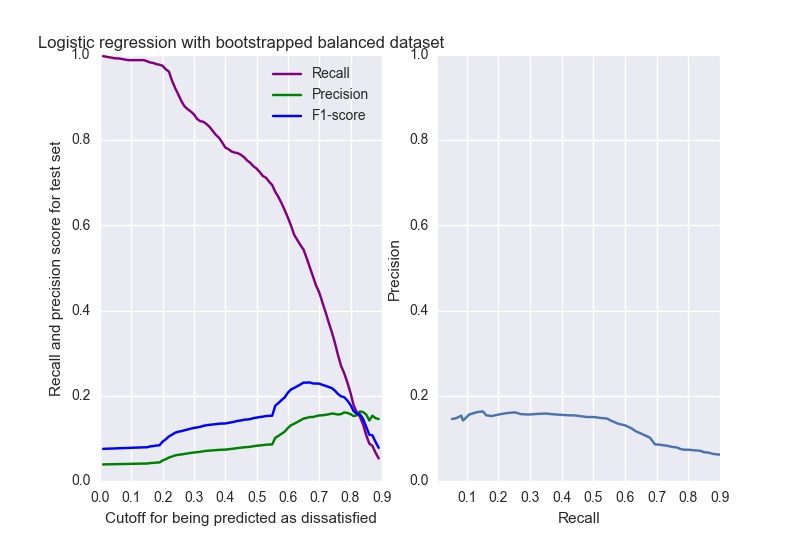 Logistic regression with bootstrapped balanced dataset
Recall and precision score for test set
1.0
0.8
0.6
0.4
0.2
0.0
Recall
Precision
F1-score
0.0 0.1 0.2 0.3 0.4 0.5 0.6 0.7 0.8 0.9
Cutoff for being predicted as dissatisfied
Precision
1.0
0.8
0.6
0.4
0.2
0.0
0.1 0.2 0.3 0.4 0.5 0.6 0.7 0.8 0.9
Recall